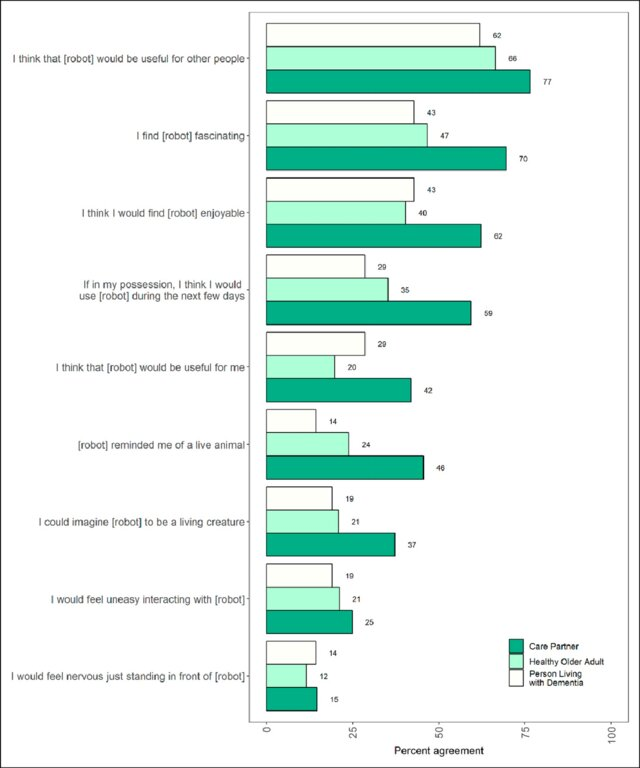 I think that [robot] would be useful for other people
62
66
77
I find [robot] fascinating
43
47
70
I think I would find [robot] enjoyable
43
40
62
If in my possession, I think I would
use [robot] during the next few days
29
35
59
I think that [robot] would be useful for me
29
20
42
[robot] reminded me of a live animal
14
24
46
I could imagine [robot] to be a living creature
19
21
37
I would feel uneasy interacting with [robot]
19
21
25
I would feel nervous just standing in front of [robot]
14
12
15
Care Partner
Healthy Older Adult
Person Living
with Dementia
0
25
50
75
100
Percent agreement